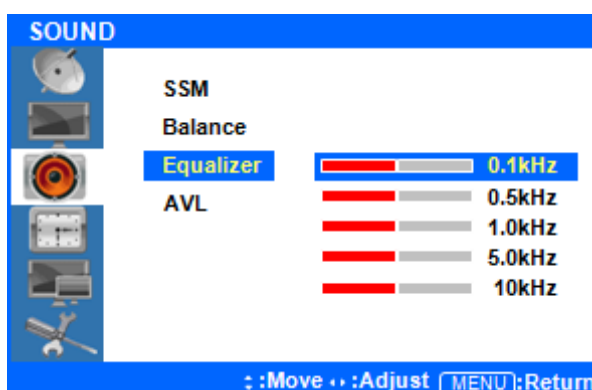 SOUND
SSM
Balance
Equalizer 0.1kHz
AVL 0.5kHz
1.0kHz
5.0kHz
10kHz
:Move :Adjust MENU:Return